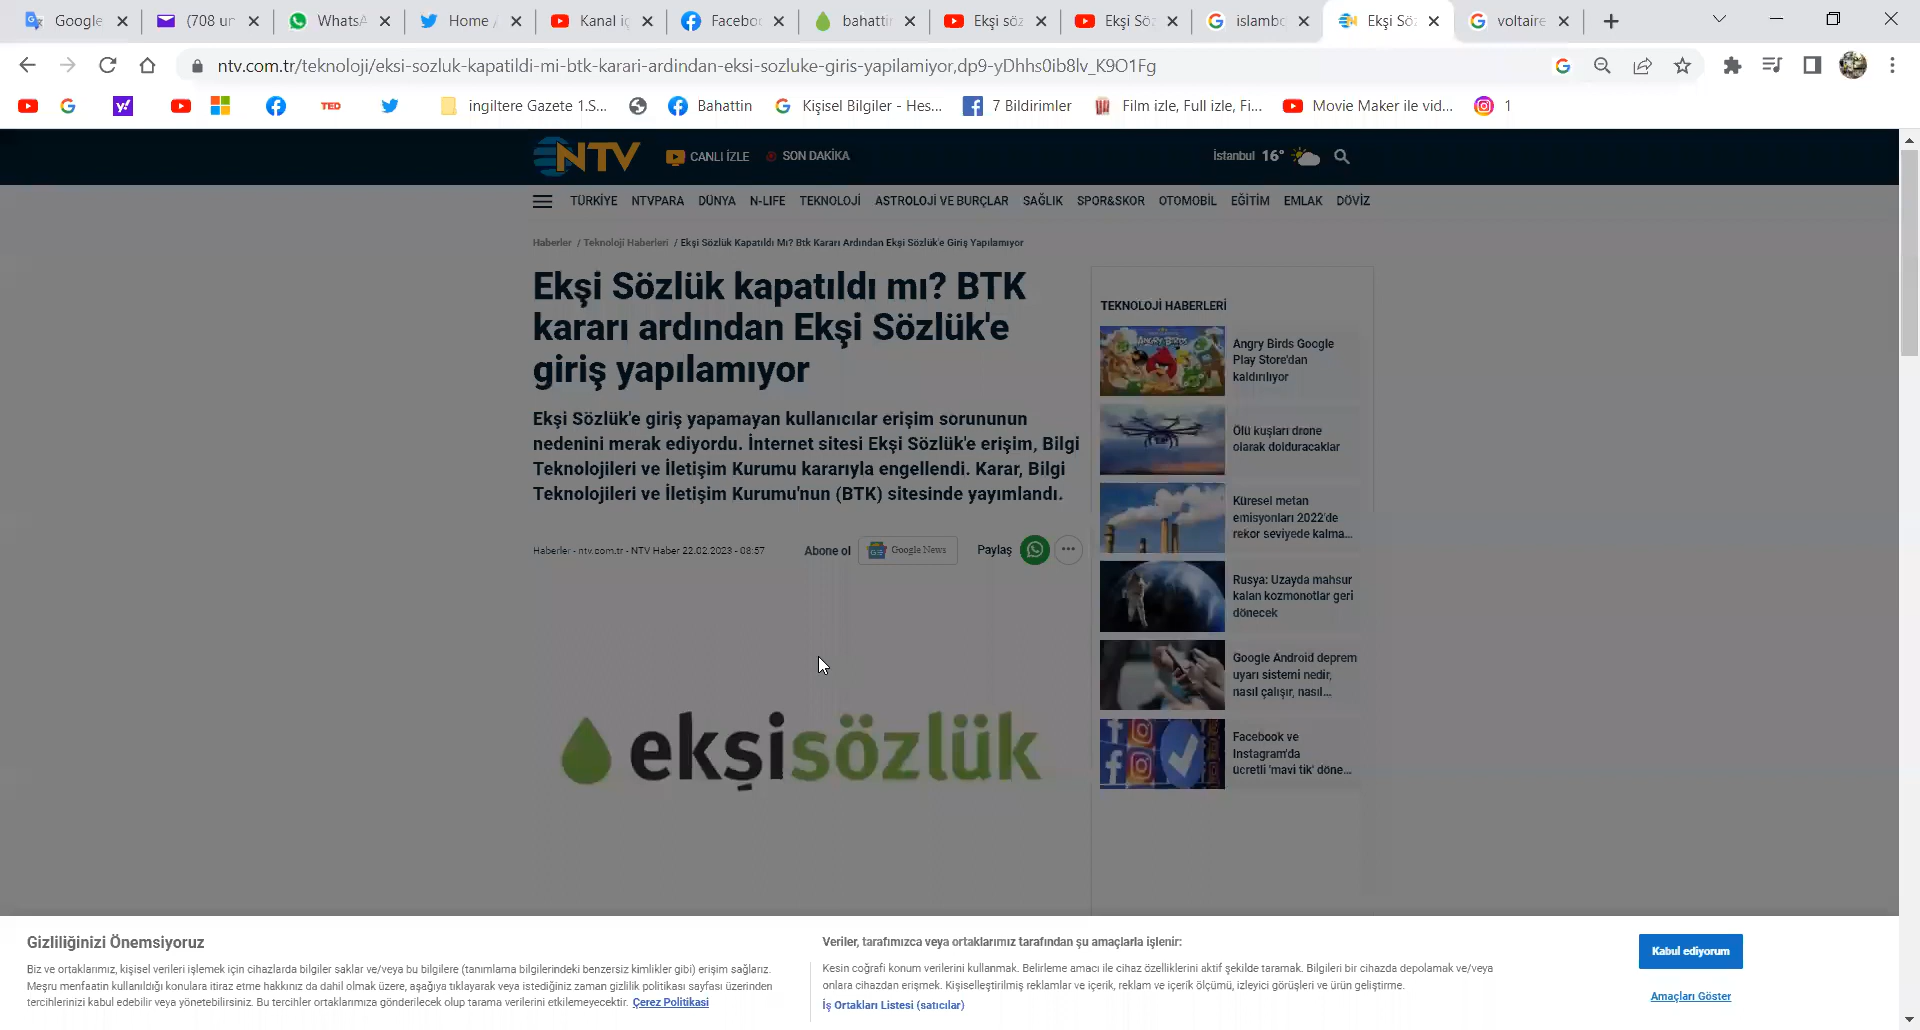 Google
(708 un
WhatsA
Home /
Kanal iç
Faceboo
bahattin
Ekşi söz
Ekşi Söz
islambo
Ekşi Söz
voltaire
ntv.com.tr/teknoloji/eksi-sozluk-kapatildi-mi-btk-karari-ardindan-eksi-sozluke-giris-yapilamiyor,dp9-yDhhs0ib8lv_K9O1Fg
TED
ingiltere Gazete 1.S...
Bahattin
Kişisel Bilgiler - Hes...
7 Bildirimler
Film izle, Full izle, Fi...
Movie Maker ile vid...
1
NTV
CANLI İZLE
SON DAKİKA
İstanbul 16°
TÜRKİYE NTVPARA DÜNYA N-LIFE TEKNOLOJİ ASTROLOJİ VE BURÇLAR SAĞLIK SPOR&SKOR OTOMOBİL EĞİTİM EMLAK DÖVİZ
Haberler / Teknoloji Haberleri / Ekşi Sözlük Kapatıldı Mı? Btk Kararı Ardından Ekşi Sözlük'e Giriş Yapılamıyor
Ekşi Sözlük kapatıldı mı? BTK
kararı ardından Ekşi Sözlük'e
giriş yapılamıyor
Ekşi Sözlük'e giriş yapamayan kullanıcılar erişim sorununun
nedenini merak ediyordu. İnternet sitesi Ekşi Sözlük'e erişim, Bilgi
Teknolojileri ve İletişim Kurumu kararıyla engellendi. Karar, Bilgi
Teknolojileri ve İletişim Kurumu'nun (BTK) sitesinde yayımlandı.
Haberler - ntv.com.tr - NTV Haber 22.02.2023 - 08:57
Abone ol
Google News
Paylaş
ekşisözlük
TEKNOLOJİ HABERLERİ
ANGRY BIRDS
Angry Birds Google
Play Store'dan
kaldırılıyor
Ölü kuşları drone
olarak dolduracaklar
Küresel metan
emisyonları 2022'de
rekor seviyede kalma...
Rusya: Uzayda mahsur
kalan kozmonotlar geri
dönecek
Google Android deprem
uyarı sistemi nedir,
nasıl çalışır, nasıl...
Facebook ve
Instagram'da
ücretli 'mavi tik' döne...
Gizliliğinizi Önemsiyoruz
Biz ve ortaklarımız, kişisel verileri işlemek için cihazlarda bilgiler saklar ve/veya bu bilgilere (tanımlama bilgilerindeki benzersiz kimlikler gibi) erişim sağlarız.
Meşru menfaatin kullanıldığı konulara itiraz etme hakkınız da dahil olmak üzere, aşağıya tıklayarak veya istediğiniz zaman gizlilik politikası sayfası üzerinden
tercihlerinizi kabul edebilir veya yönetebilirsiniz. Bu tercihler ortaklarımıza gönderilecek olup tarama verilerini etkilemeyecektir. Çerez Politikasi
Veriler, tarafımızca veya ortaklarımız tarafından şu amaçlarla işlenir:
Kesin coğrafi konum verilerini kullanmak. Belirleme amacı ile cihaz özelliklerini aktif şekilde taramak. Bilgileri bir cihazda depolamak ve/veya
onlara cihazdan erişmek. Kişiselleştirilmiş reklamlar ve içerik, reklam ve içerik ölçümü, izleyici görüşleri ve ürün geliştirme.
İş Ortakları Listesi (satıcılar)
Kabul ediyorum
Amaçları Göster